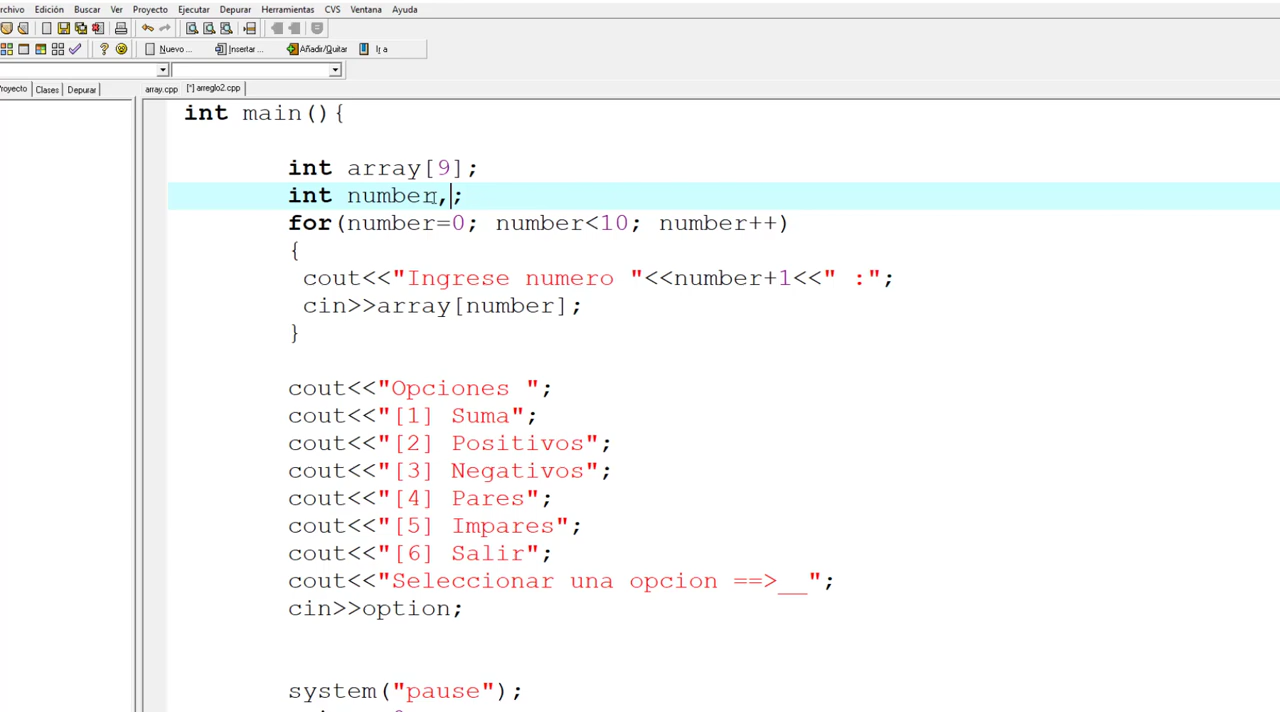 rchivo Edición Buscar Ver Proyecto Ejecutar Depurar Herramientas CVS Ventana Ayuda
Nuevo... Insertar... Añadir/Quitar Ir a
royecto Clases Depurar array.cpp [*] arreglo2.cpp
int main(){
int array[9];
int number,;
for(number=0; number<10; number++)
{
cout<<"Ingrese numero "<<number+1<<" :";
cin>>array[number];
}
cout<<"Opciones ";
cout<<"[1] Suma";
cout<<"[2] Positivos";
cout<<"[3] Negativos";
cout<<"[4] Pares";
cout<<"[5] Impares";
cout<<"[6] Salir";
cout<<"Seleccionar una opcion ==>__";
cin>>option;
system("pause");